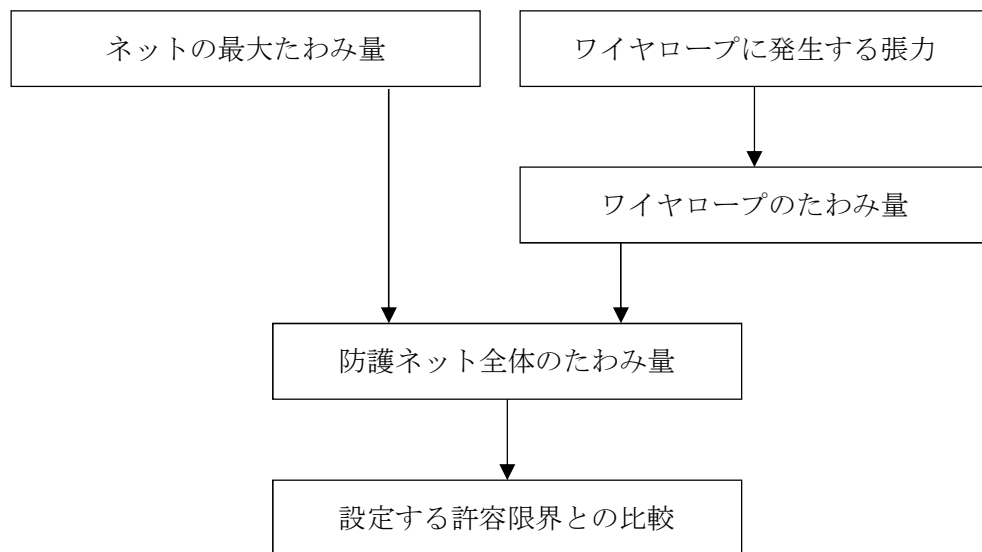 ネットの最大たわみ量
ワイヤロープに発生する張力
ワイヤロープのたわみ量
防護ネット全体のたわみ量
設定する許容限界との比較